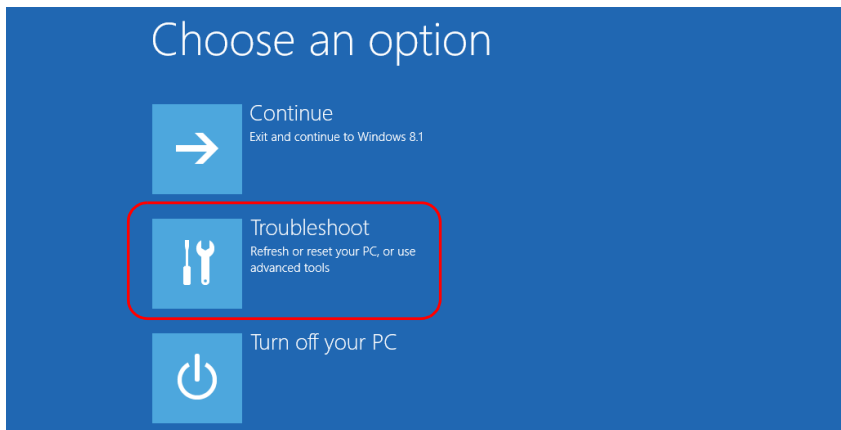 Choose an option
Continue
Exit and continue to Windows 8.1
Troubleshoot
Refresh or reset your PC, or use
advanced tools
Turn off your PC